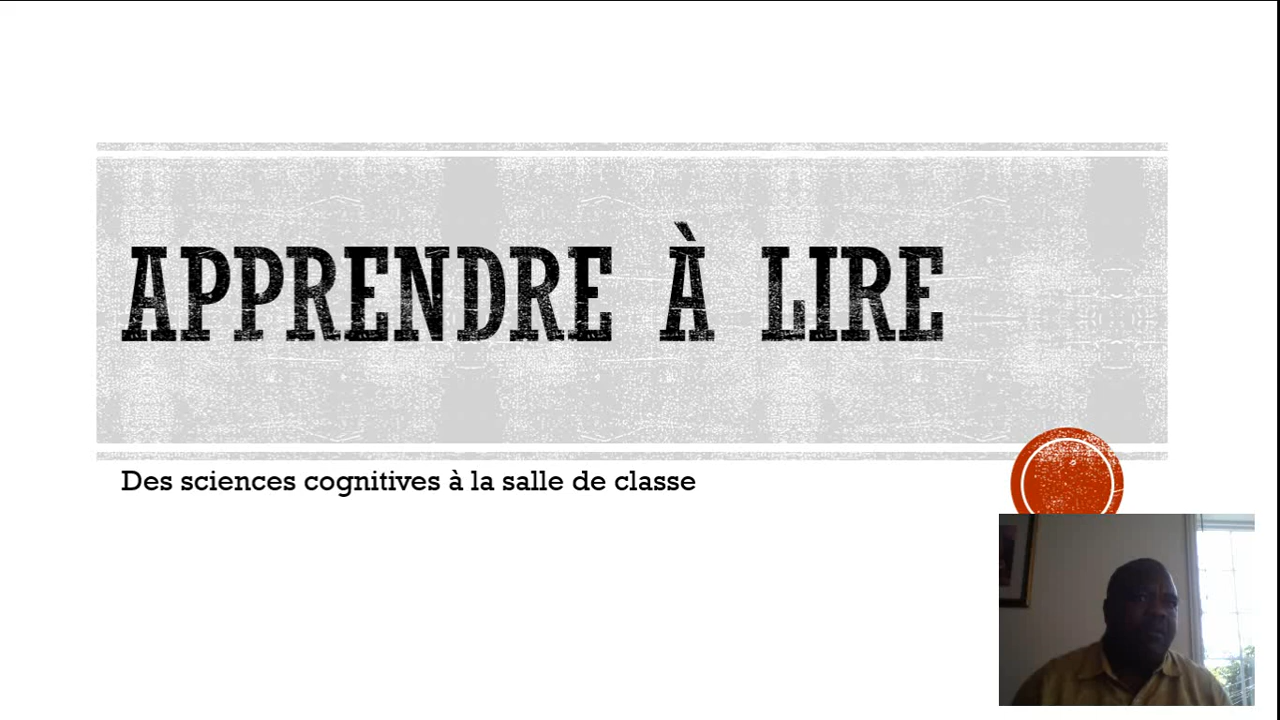 APPRENDRE À LIRE
Des sciences cognitives à la salle de classe